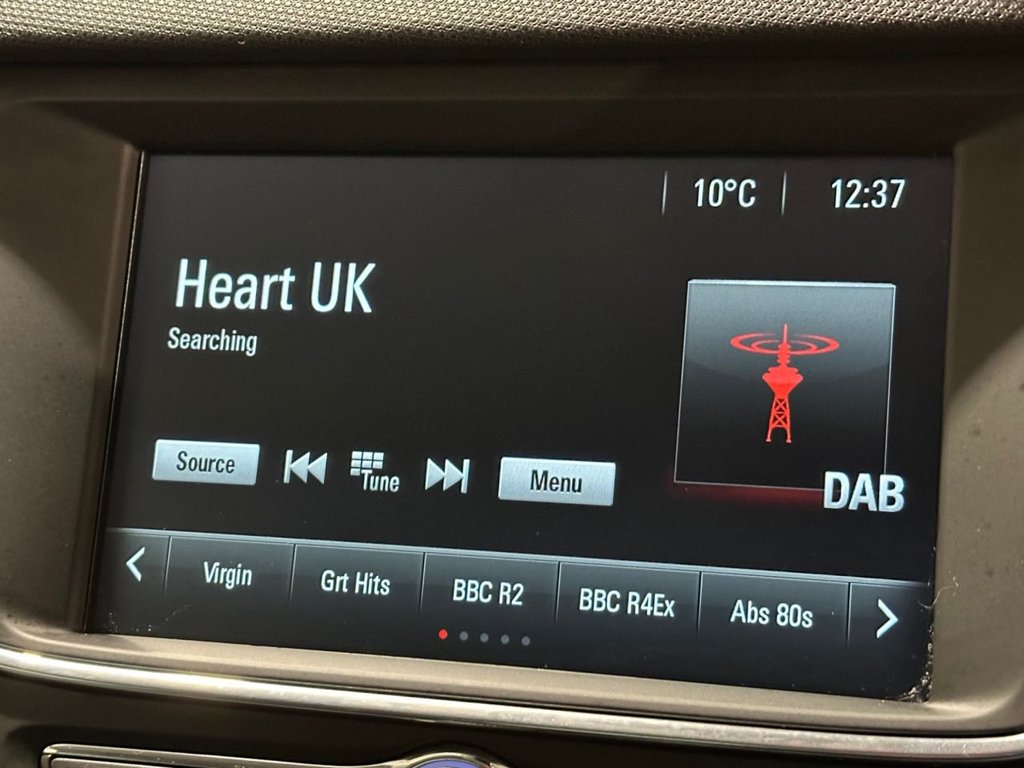 10°C 12:37
Heart UK
Searching
Source Tune Menu
DAB
Virgin Grt Hits BBC R2 BBC R4Ex Abs 80s